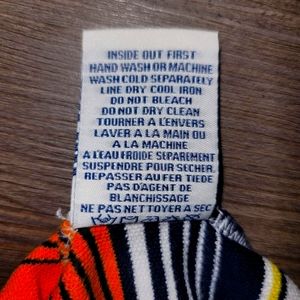 INSIDE OUT FIRST
HAND WASH OR MACHINE
WASH COLD SEPARATELY
LINE DRY COOL IRON
DO NOT BLEACH
DO NOT DRY CLEAN
TOURNER A L'ENVERS
LAVER A LA MAIN OU
A LA MACHINE
A L'EAU FROIDE SEPAREMENT
SUSPENDRE POUR SECHER,
REPASSER AU FER TIEDE
PAS D'AGENT DE
BLANCHISSAGE
NE PAS NETTOYER A SEC